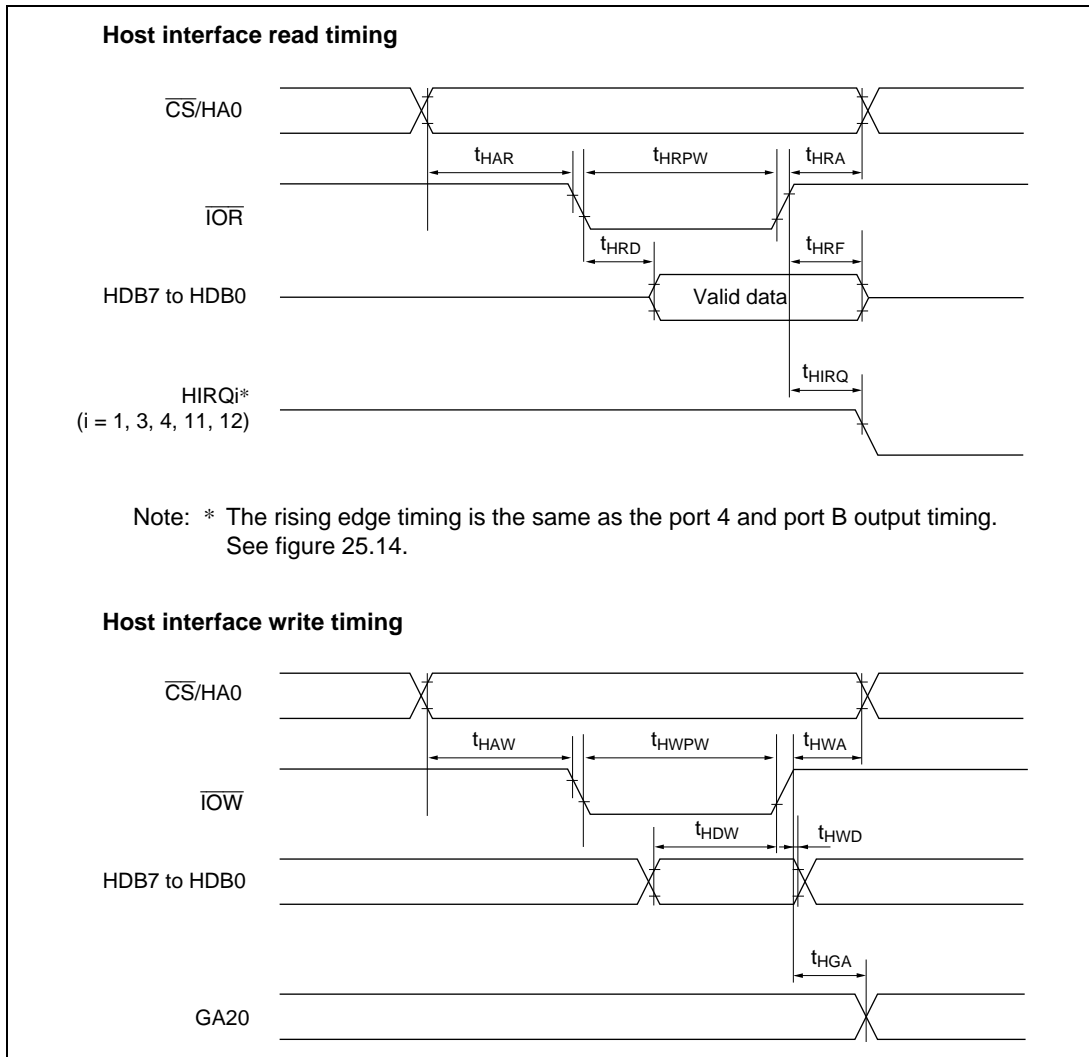 Host interface read timing
CS/HA0
tHAR
tHRPW
tHRA
IOR
tHRD
tHRF
HDB7 to HDB0
Valid data
tHIRQ
HIRQi*
(i = 1, 3, 4, 11, 12)
Note: * The rising edge timing is the same as the port 4 and port B output timing.
See figure 25.14.
Host interface write timing
CS/HA0
tHAW
tHWPW
tHWA
IOW
tHDW
tHWD
HDB7 to HDB0
tHGA
GA20